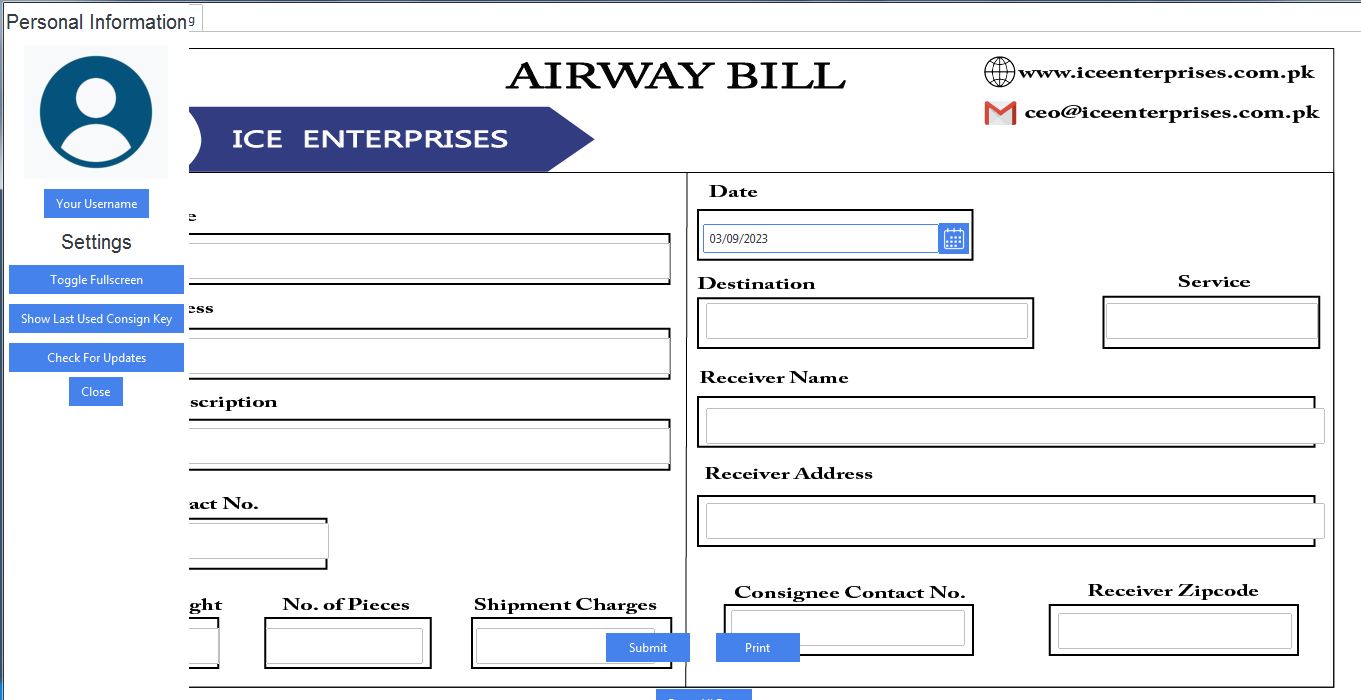 Personal Information
g
AIRWAY BILL
www.iceenterprises.com.pk
ceo@iceenterprises.com.pk
ICE ENTERPRISES
Your Username
Settings
Toggle Fullscreen
Show Last Used Consign Key
Check For Updates
Close
e
ess
scription
act No.
ght
No. of Pieces
Shipment Charges
Date
03/09/2023
Destination
Service
Receiver Name
Receiver Address
Consignee Contact No.
Receiver Zipcode
Submit
Print